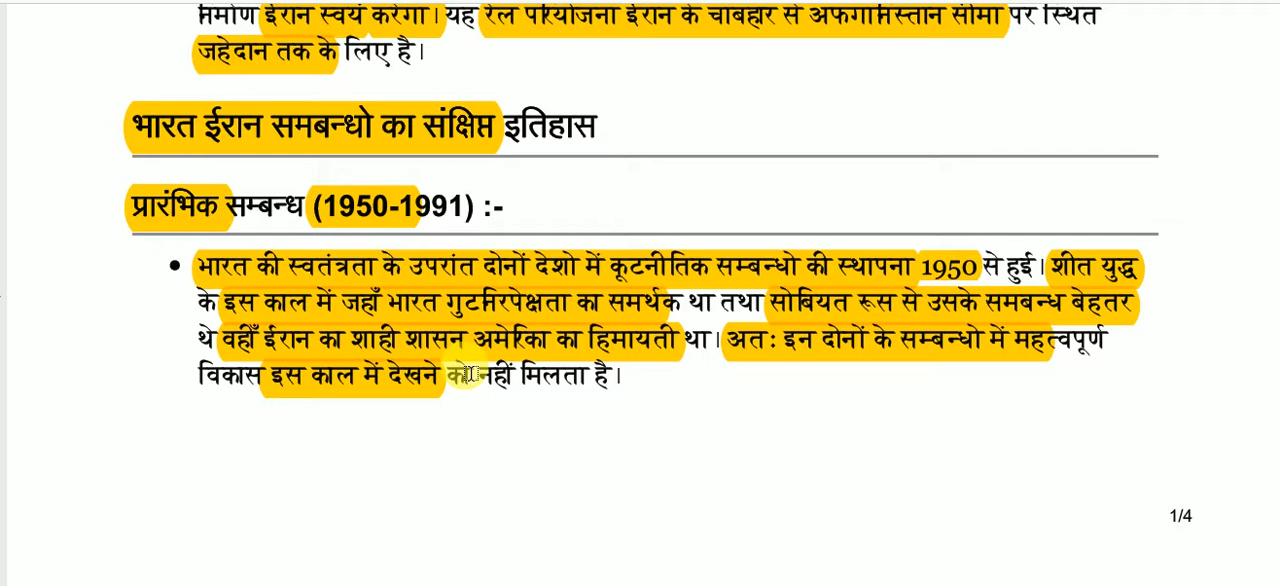 निर्माण ईरान स्वयं करेगा। यह रेल परियोजना ईरान के चाबहार से अफगानिस्तान सीमा पर स्थित
जहेदान तक के लिए है।
भारत ईरान समबन्धो का संक्षिप्त इतिहास
प्रारंभिक सम्बन्ध (1950-1991) :-
• भारत की स्वतंत्रता के उपरांत दोनों देशो में कूटनीतिक सम्बन्धो की स्थापना 1950 से हुई। शीत युद्ध
के इस काल में जहाँ भारत गुटनिरपेक्षता का समर्थक था तथा सोबियत रूस से उसके समबन्ध बेहतर
थे वहीँ ईरान का शाही शासन अमेरिका का हिमायती था। अतः इन दोनों के सम्बन्धो में महत्वपूर्ण
विकास इस काल में देखने को नहीं मिलता है।
1/4